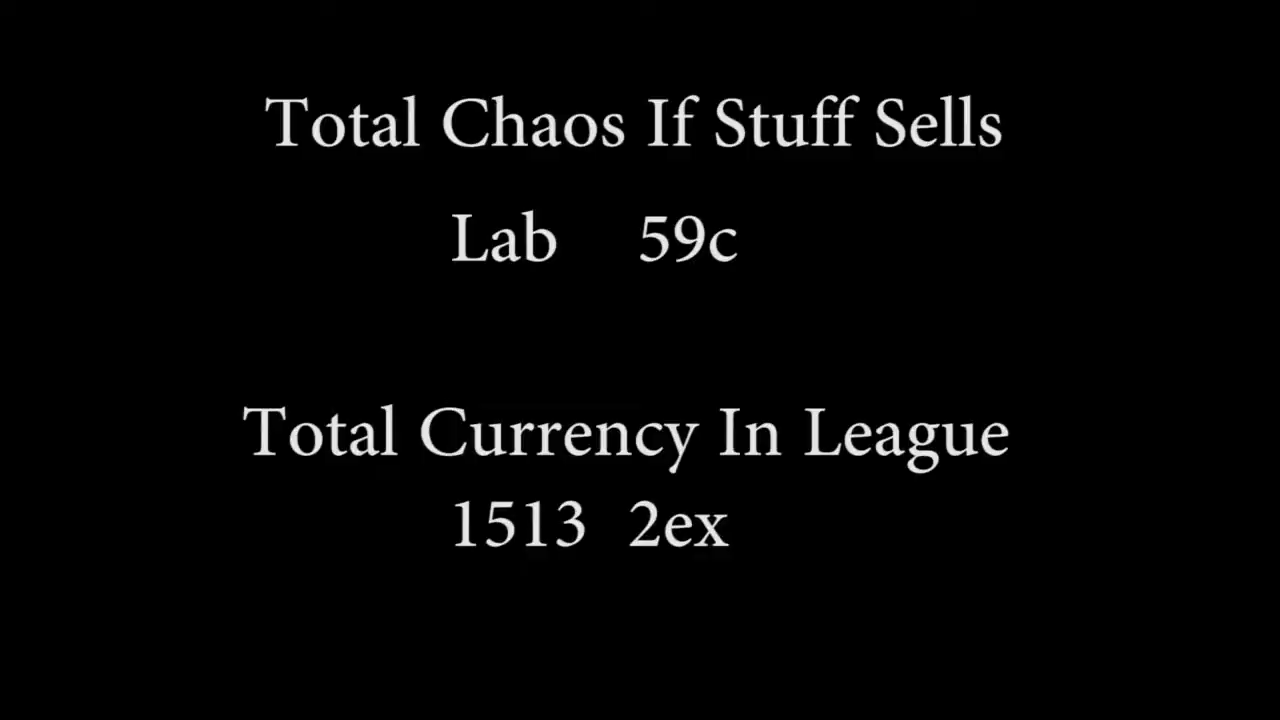 Total Chaos If Stuff Sells
Lab 59c
Total Currency In League
1513 2ex